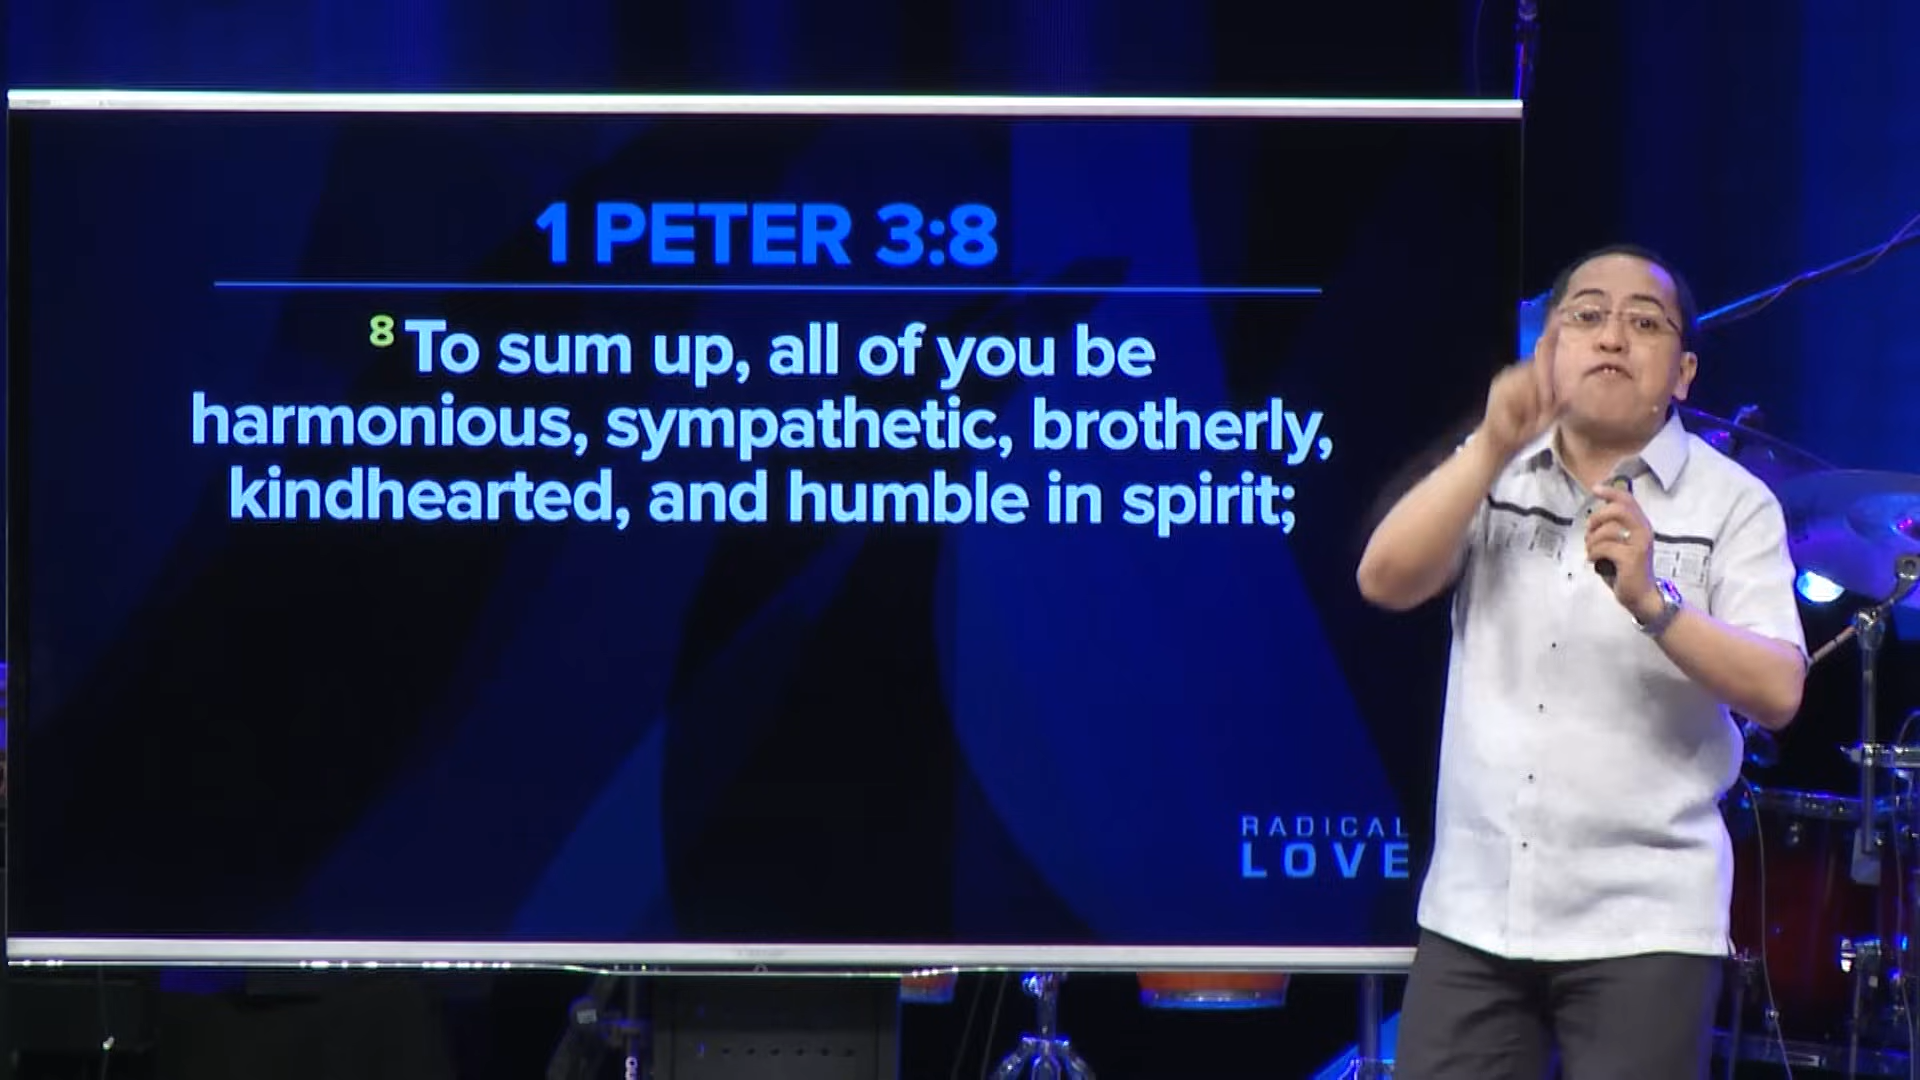 1 PETER 3:8
8 To sum up, all of you be
harmonious, sympathetic, brotherly,
kindhearted, and humble in spirit;
RADICAL
LOVE